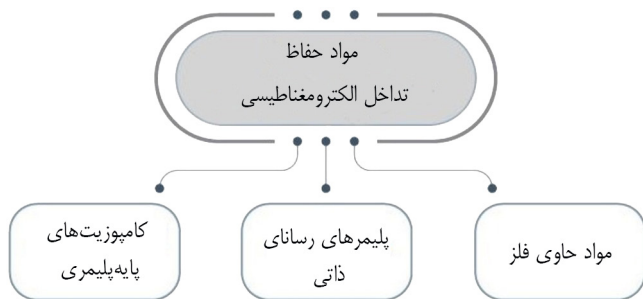 مواد حفاظ
تداخل الکترومغناطیسی
مواد حاوی فلز
پلیمرهای رسانای
ذاتی
کامپوزیت‌های
پایه‌پلیمری